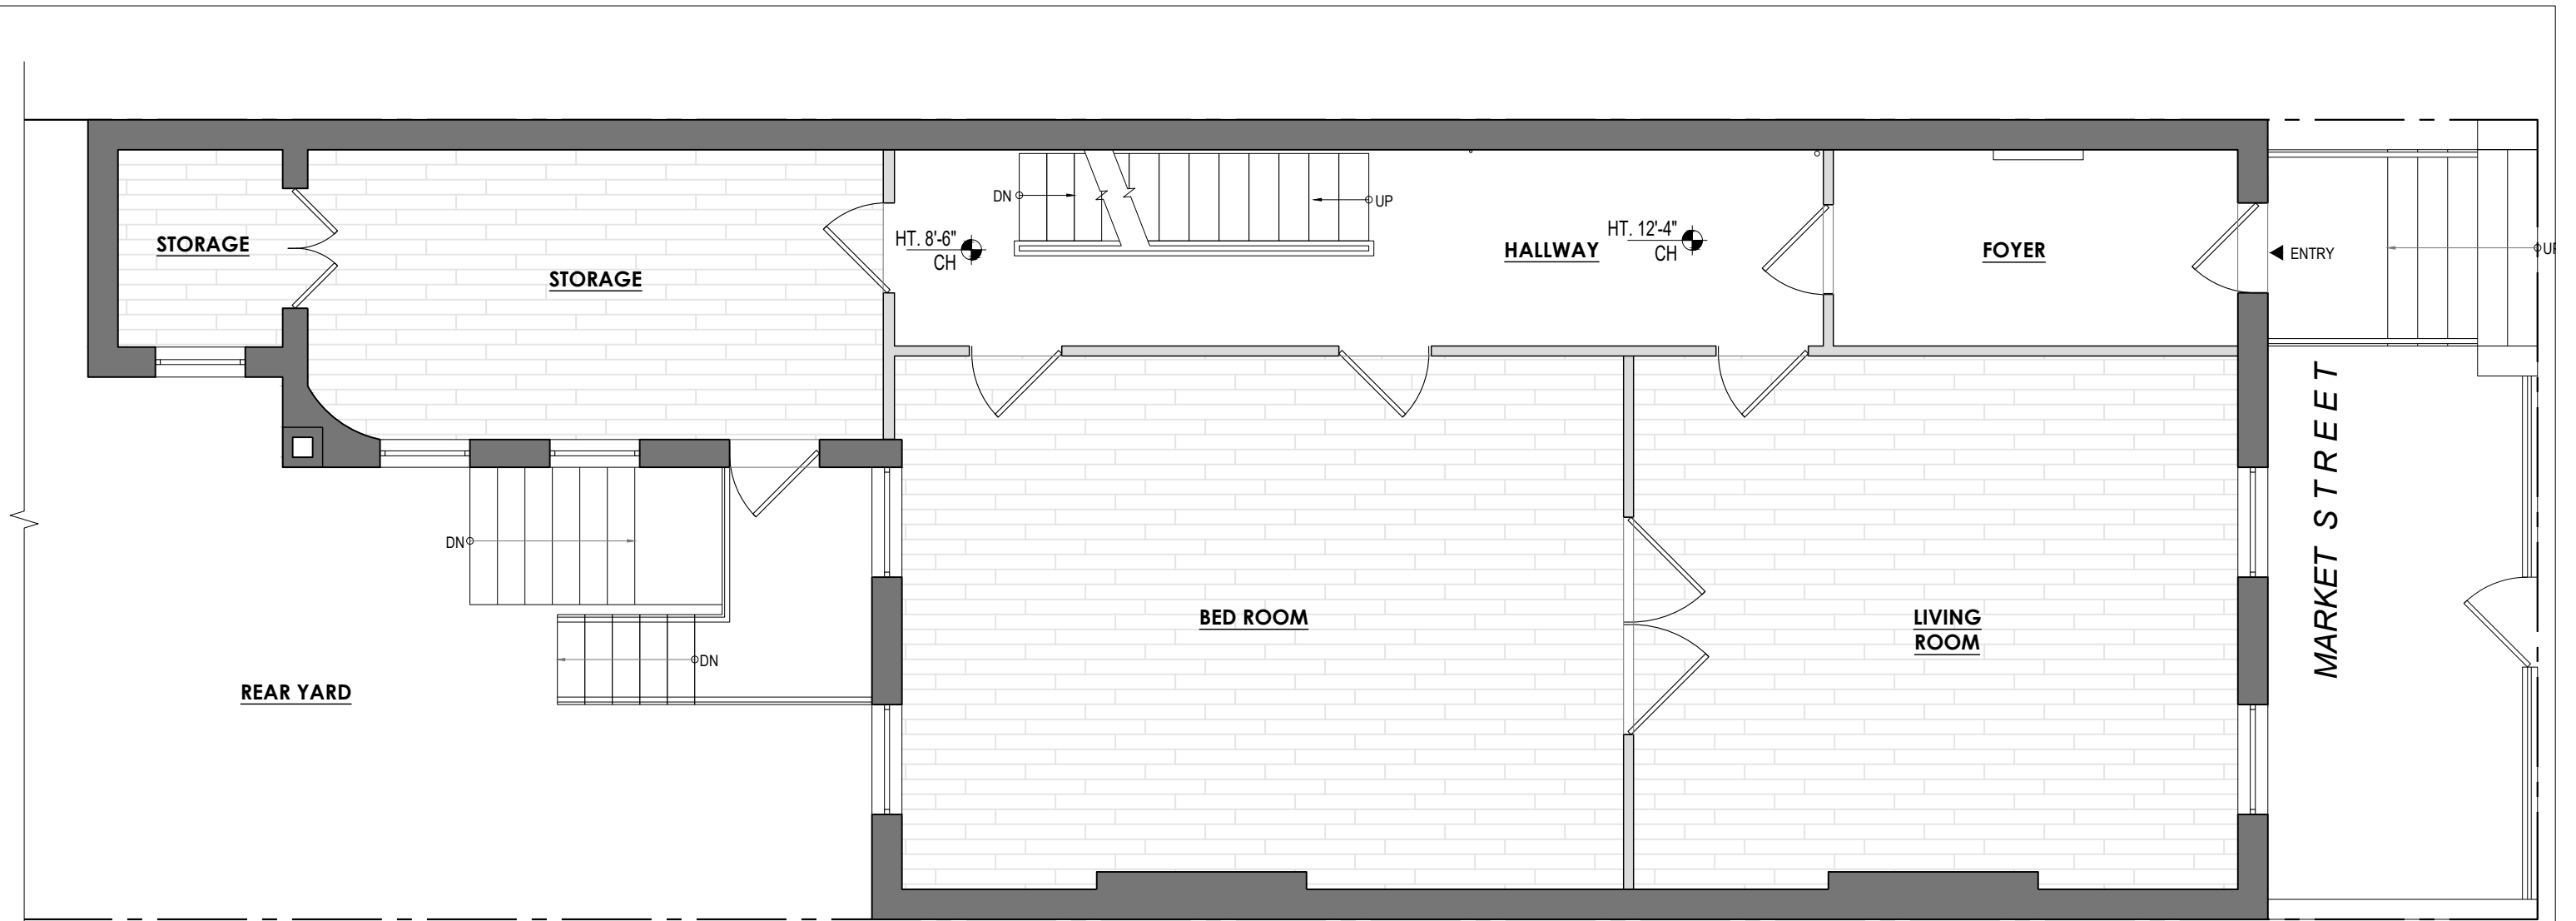 STORAGE
STORAGE
DN
UP
HT. 8'-6"
CH
HALLWAY
HT. 12'-4"
CH
FOYER
ENTRY
UP
MARKET STREET
DN
DN
REAR YARD
BED ROOM
LIVING
ROOM